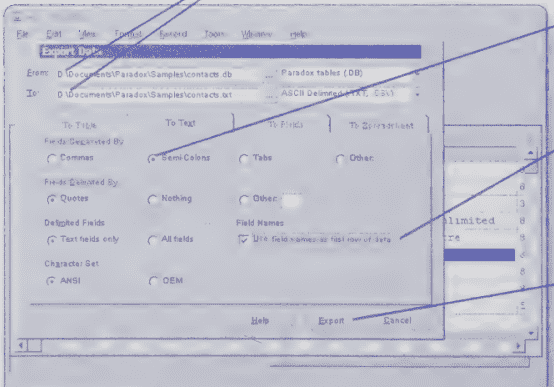 File Edit View Format Record Tools Window Help
Export Data
From: D:\Documents\Paradox\Samples\contacts.db ... Paradox tables (.DB)
To: D:\Documents\Paradox\Samples\contacts.txt ... ASCII Delimited (.TXT, .CSV)
To Table To Text To Fields To Spreadsheet
Fields Separated By
Commas Semi-Colons Tabs Other:
Fields Delimited By
Quotes Nothing Other:
Delimited Fields Field Names
Text fields only All fields Use field names as first row of data
Character Set
ANSI OEM
Help Export Cancel
limited